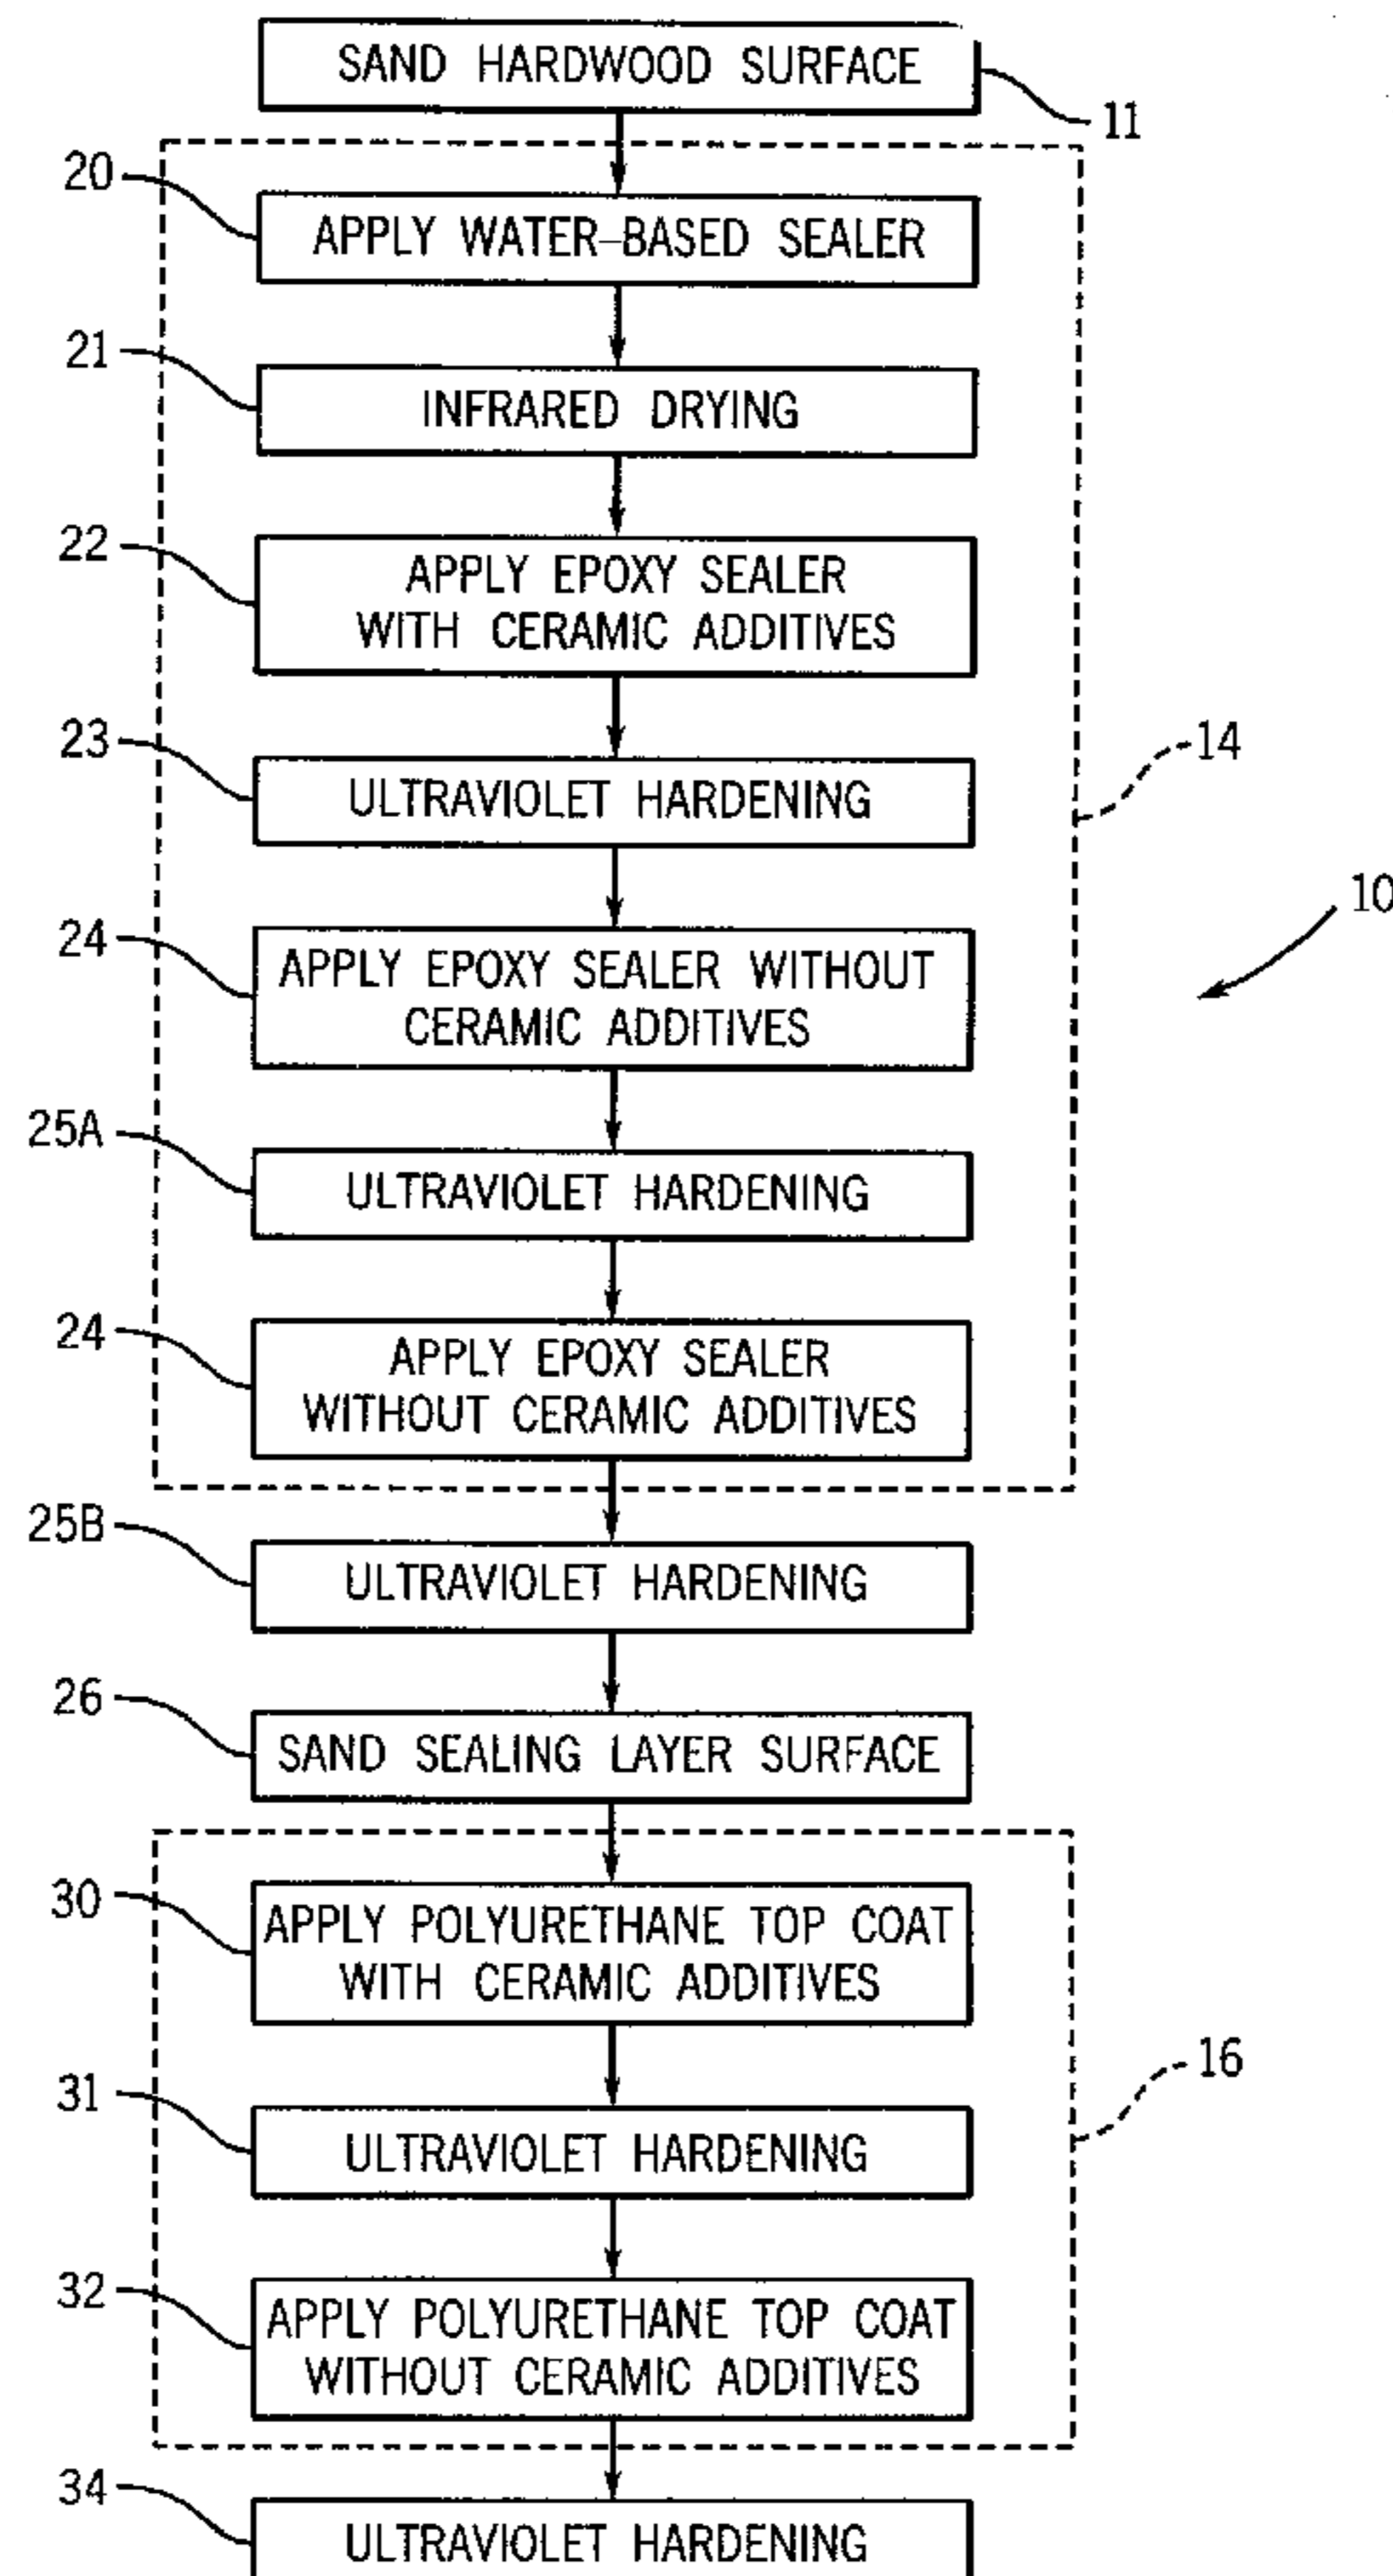 SAND HARDWOOD SURFACE
11
20
APPLY WATER-BASED SEALER
21
INFRARED DRYING
22
APPLY EPOXY SEALER
WITH CERAMIC ADDITIVES
23
ULTRAVIOLET HARDENING
14
10
24
APPLY EPOXY SEALER WITHOUT
CERAMIC ADDITIVES
25A
ULTRAVIOLET HARDENING
24
APPLY EPOXY SEALER
WITHOUT CERAMIC ADDITIVES
25B
ULTRAVIOLET HARDENING
26
SAND SEALING LAYER SURFACE
30
APPLY POLYURETHANE TOP COAT
WITH CERAMIC ADDITIVES
16
31
ULTRAVIOLET HARDENING
32
APPLY POLYURETHANE TOP COAT
WITHOUT CERAMIC ADDITIVES
34
ULTRAVIOLET HARDENING